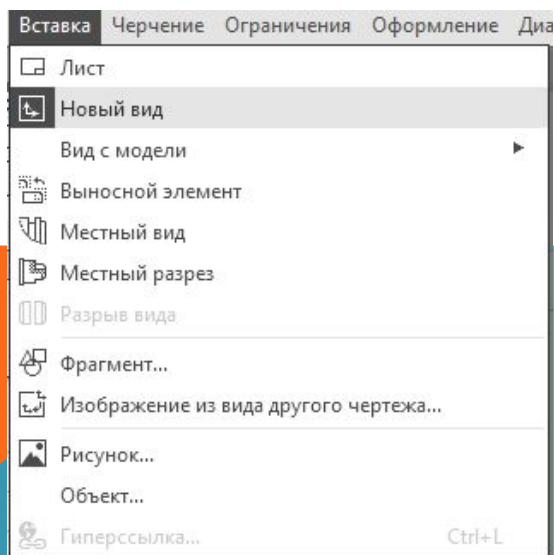 Вставка Черчение Ограничения Оформление Диа
Лист
Новый вид
Вид с модели
Выносной элемент
Местный вид
Местный разрез
Разрыв вида
Фрагмент...
Изображение из вида другого чертежа...
Рисунок...
Объект...
Гиперссылка... Ctrl+L